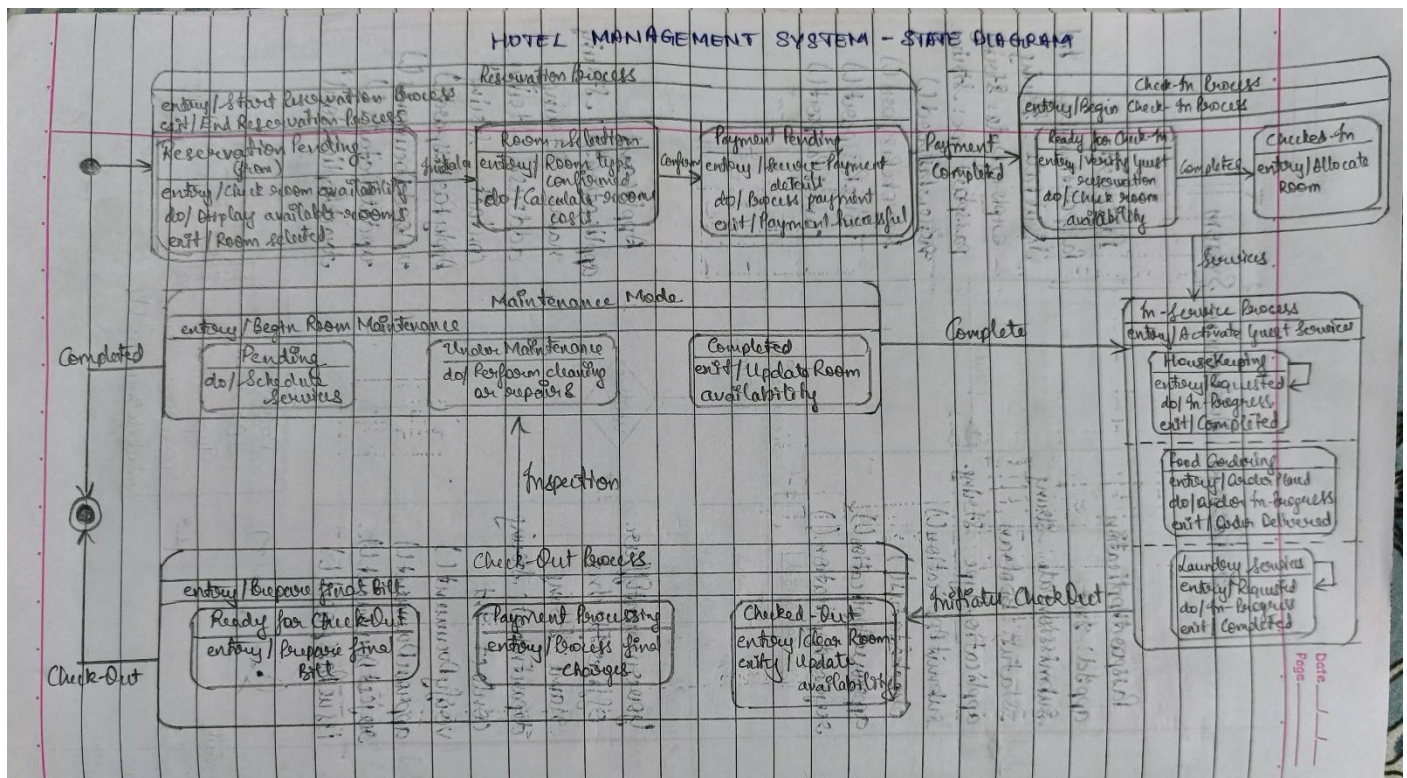 HOTEL MANAGEMENT SYSTEM - STATE DIAGRAM
Reservation Process
entry/Start Reservation Process
exit/End Reservation Process
Reservation Pending
entry/Check room availability
do/Display available rooms
exit/Room selected
Room Selection
entry/Room type
confirmed
do/Calculate room
costs
Confirm
Payment Pending
entry/Receive Payment
details
do/Process payment
exit/Payment Successful
Payment
Completed
Check-In Process
entry/Begin Check-In Process
Ready for Check-In
entry/Verify guest
reservation
do/Check room
availability
Completed
Checked-In
entry/Allocate
Room
Services
Maintenance Mode
entry/Begin Room Maintenance
Pending
do/Schedule
Services
Under Maintenance
do/Perform cleaning
or repairs
Completed
exit/Update Room
availability
Completed
Complete
In-Service Process
entry/Activate Guest Services
HouseKeeping
entry/Requested
do/In-Progress
exit/Completed
Food Ordering
entry/Order Placed
do/Order In-Progress
exit/Order Delivered
Laundry Services
entry/Requested
do/In-Progress
exit/Completed
Inspection
Initiate CheckOut
Check-Out Process
entry/Prepare final Bill
Ready for Check-Out
entry/Prepare final
Bill
Payment Processing
entry/Process final
Charges
Checked-Out
entry/Clear Room
exit/Update
availability
Check-Out
Date
Page